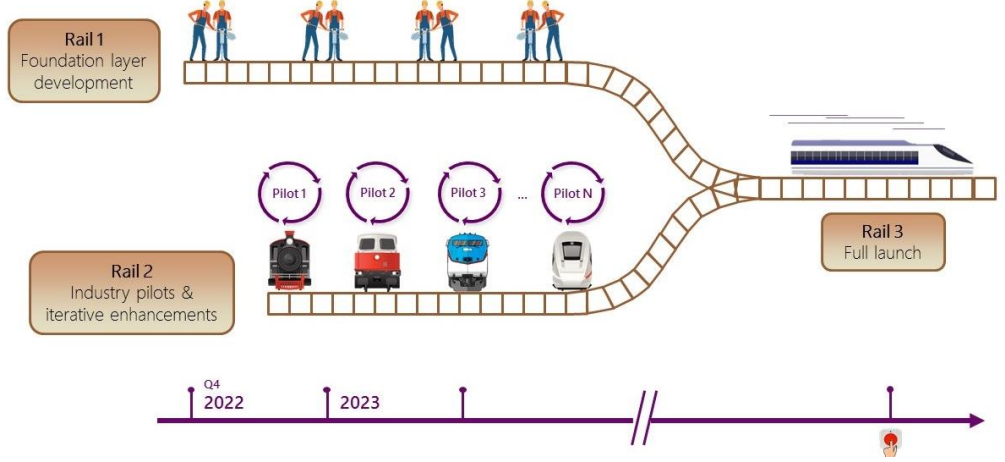 Rail 1
Foundation layer
development
Pilot 1
Pilot 2
Pilot 3
...
Pilot N
Rail 2
Industry pilots &
iterative enhancements
Rail 3
Full launch
Q4
2022
2023